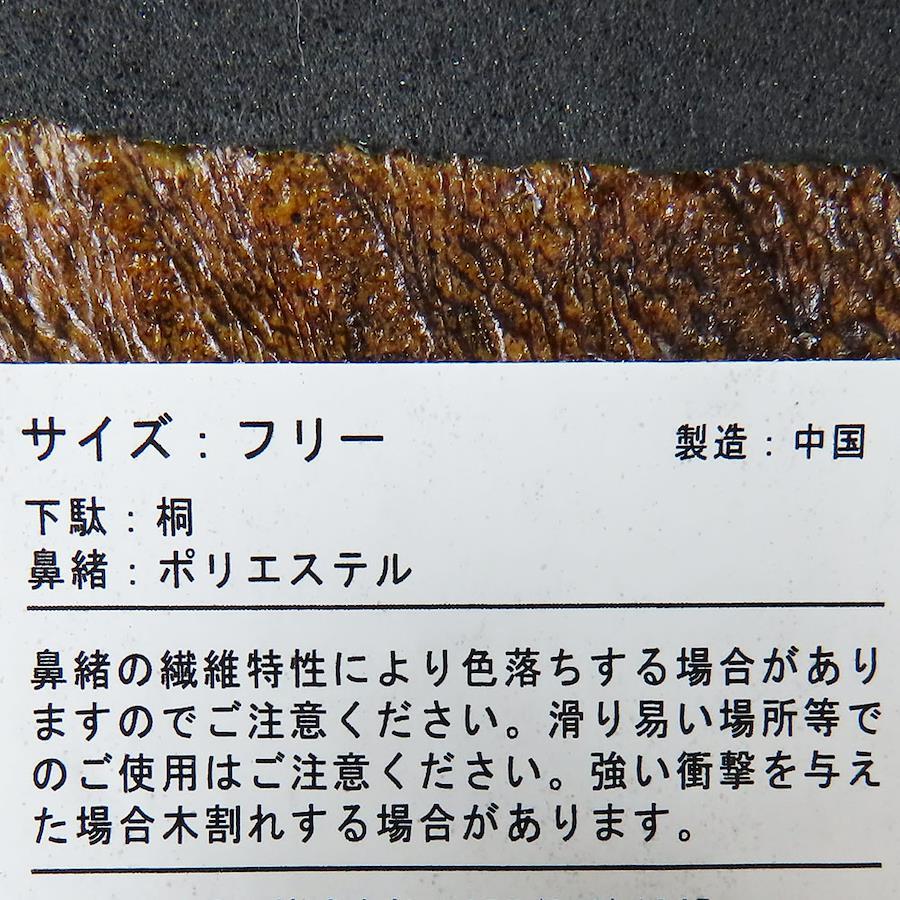 サイズ：フリー 製造：中国
下駄：桐
鼻緒：ポリエステル
鼻緒の繊維特性により色落ちする場合があり
ますのでご注意ください。滑り易い場所等で
のご使用はご注意ください。強い衝撃を与え
た場合木割れする場合があります。